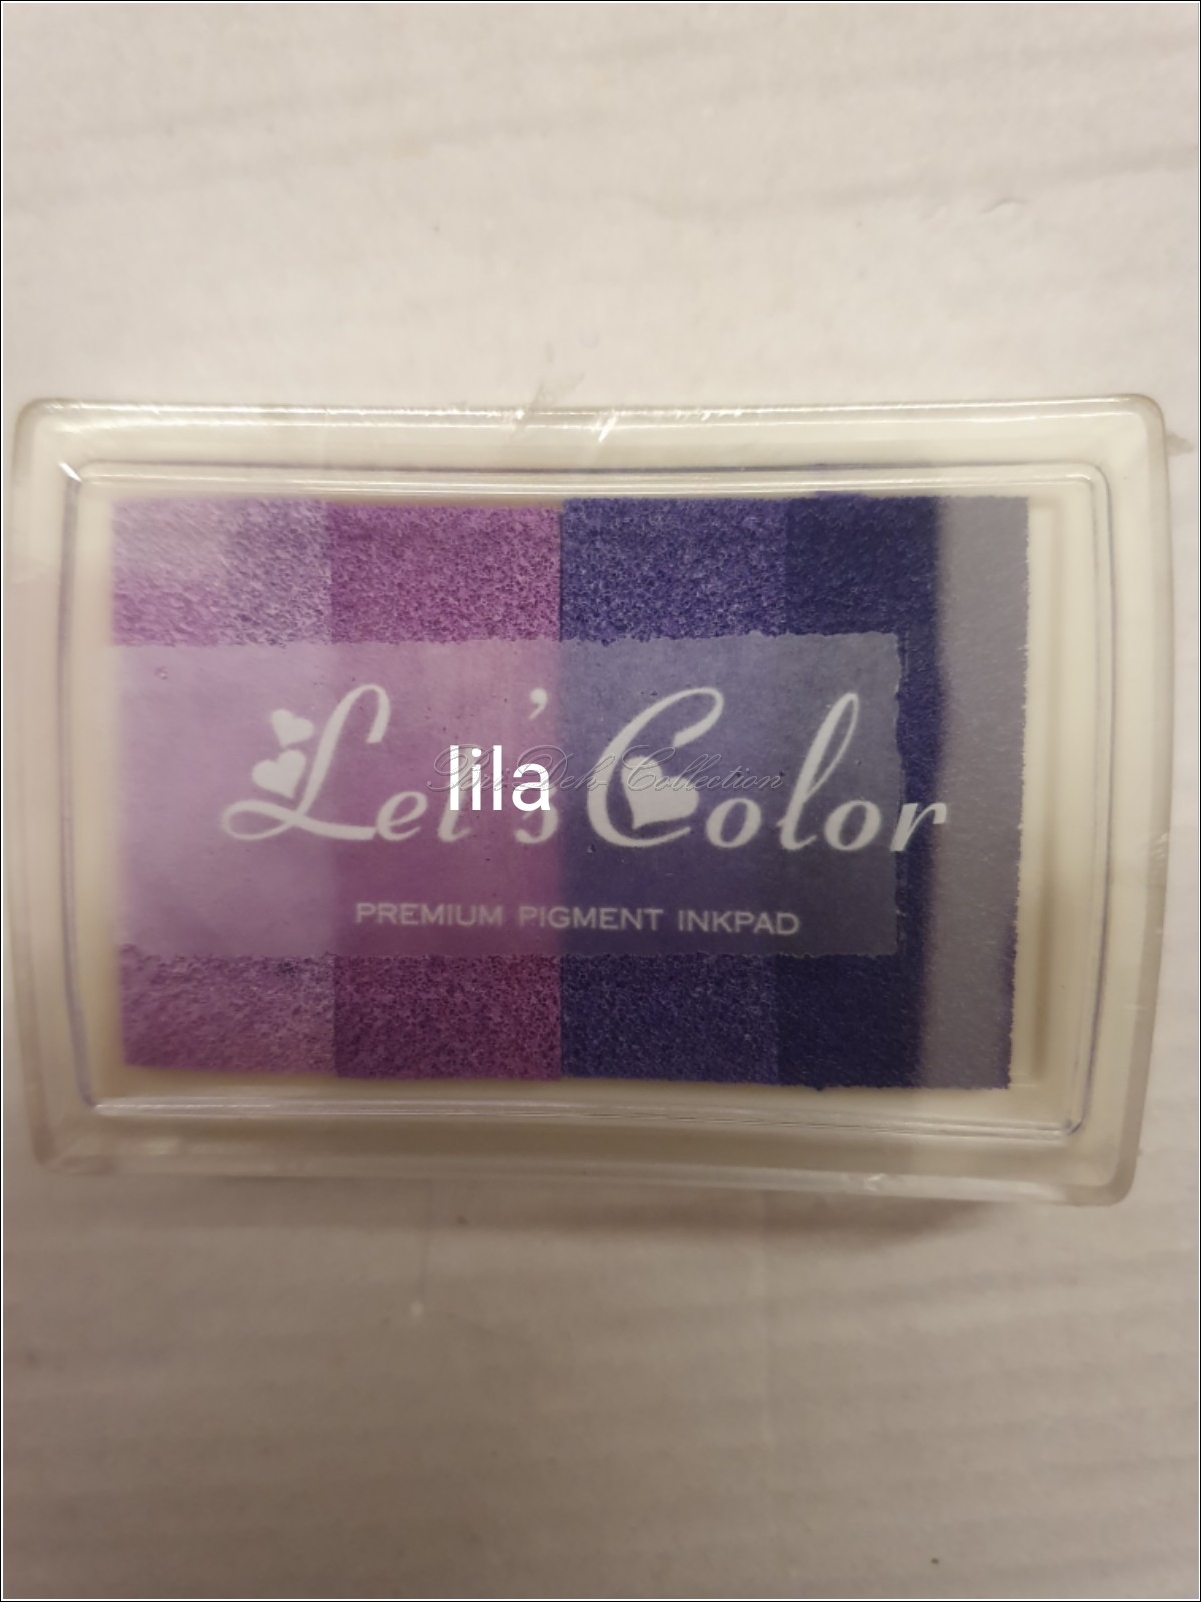 Let's Color
lila
PREMIUM PIGMENT INKPAD